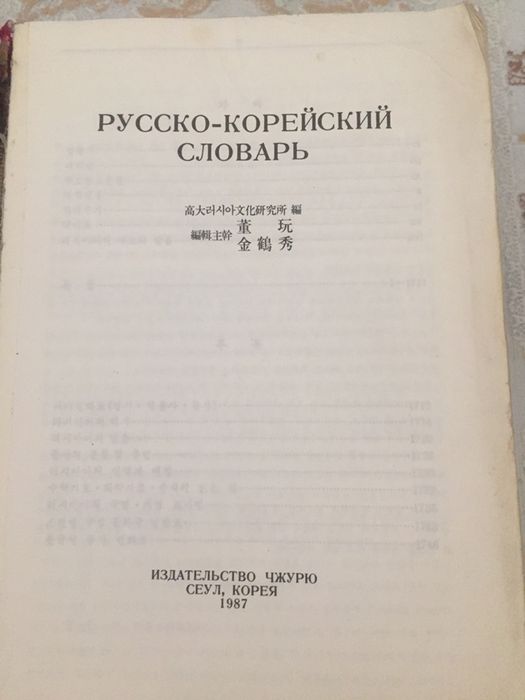 РУССКО-КОРЕЙСКИЙ
СЛОВАРЬ
高大러시아文化硏究所 編
編輯主幹 董 玩
金鶴秀
ИЗДАТЕЛЬСТВО ЧЖУРЮ
СЕУЛ, КОРЕЯ
1987